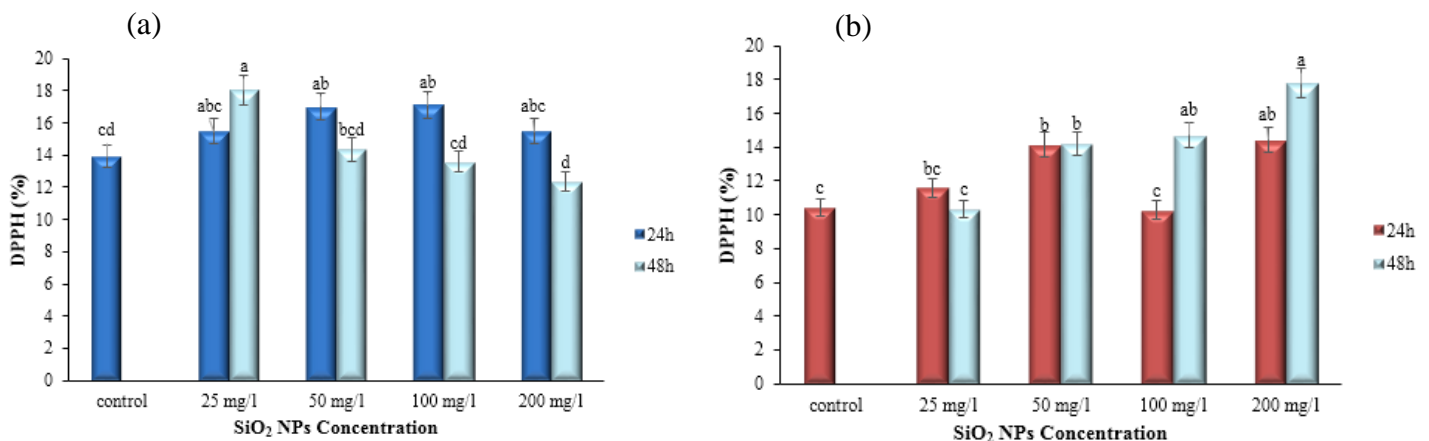 (a)
20
18
16
14
12
10
8
6
4
2
0
DPPH (%)
cd
abc
a
ab
bcd
ab
cd
abc
d
control
25 mg/l
50 mg/l
100 mg/l
200 mg/l
SiO₂ NPs Concentration
24h
48h
(b)
20
18
16
14
12
10
8
6
4
2
0
DPPH (%)
c
bc
c
b
b
c
ab
ab
a
control
25 mg/l
50 mg/l
100 mg/l
200 mg/l
SiO₂ NPs Concentration
24h
48h